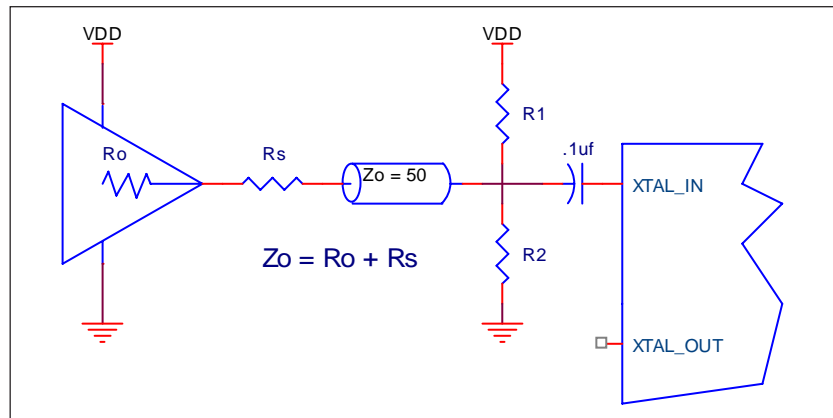 VDD
VDD
R1
Ro
Rs
Zo = 50
.1uf
XTAL_IN
R2
Zo = Ro + Rs
XTAL_OUT